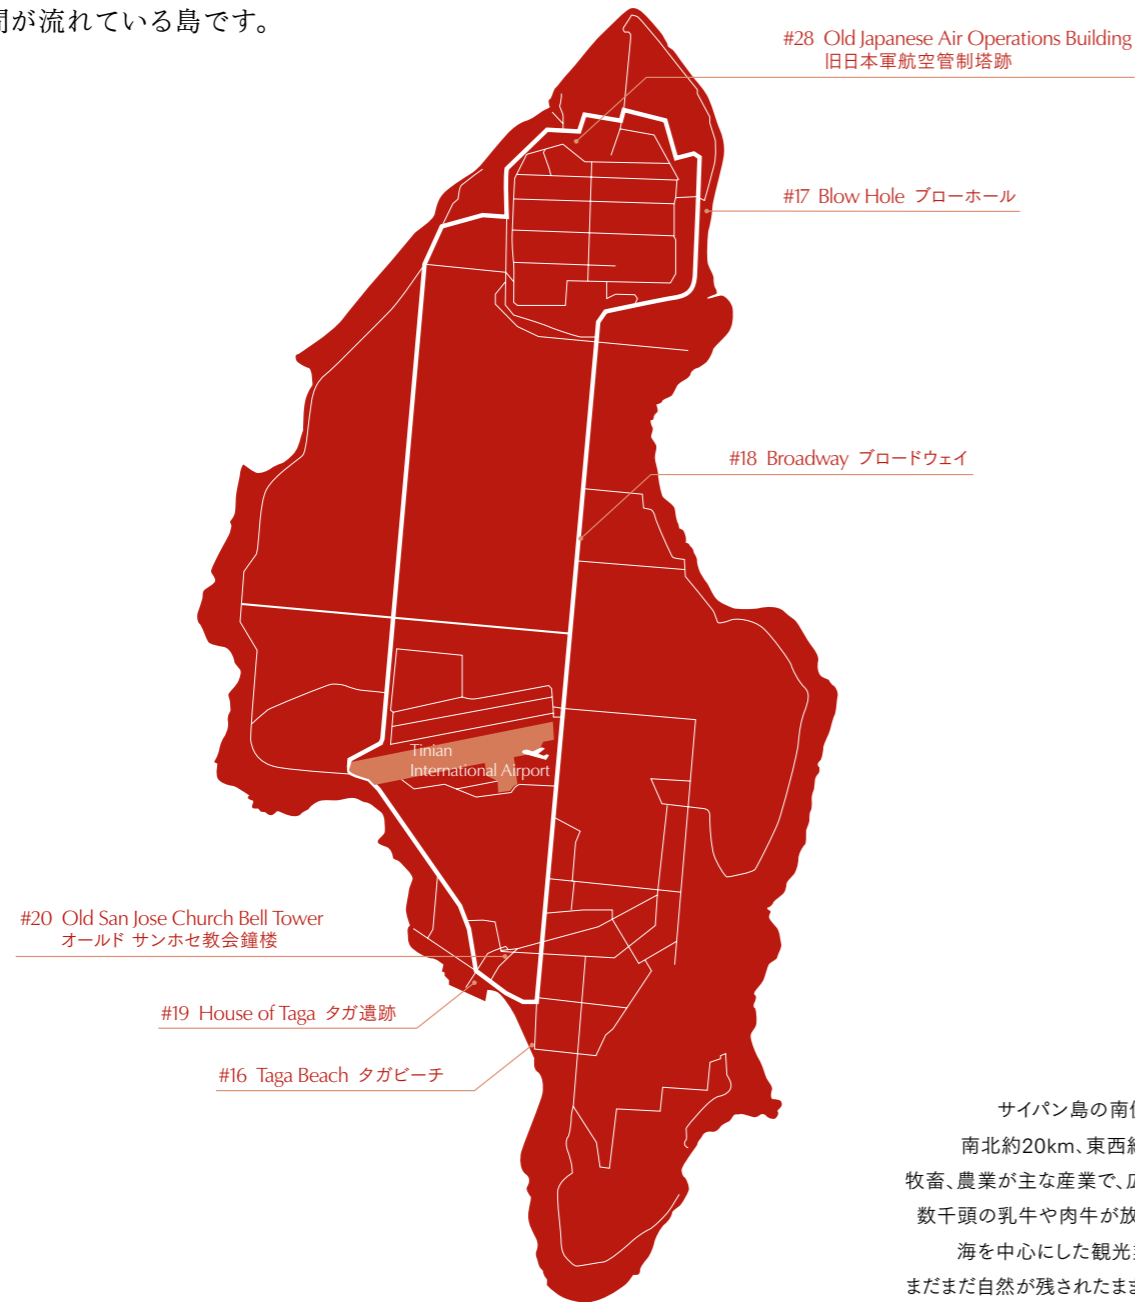 間が流れている島です。
#28 Old Japanese Air Operations Building
旧日本軍航空管制塔跡
#17 Blow Hole ブローホール
#18 Broadway ブロードウェイ
Tinian
International Airport
#20 Old San Jose Church Bell Tower
オールド サンホセ教会鐘楼
#19 House of Taga タガ遺跡
#16 Taga Beach タガビーチ
サイパン島の南
南北約20km、東西
牧畜、農業が主な産業で、
数千頭の乳牛や肉牛が放
海を中心にした観光
まだまだ自然が残されたまま